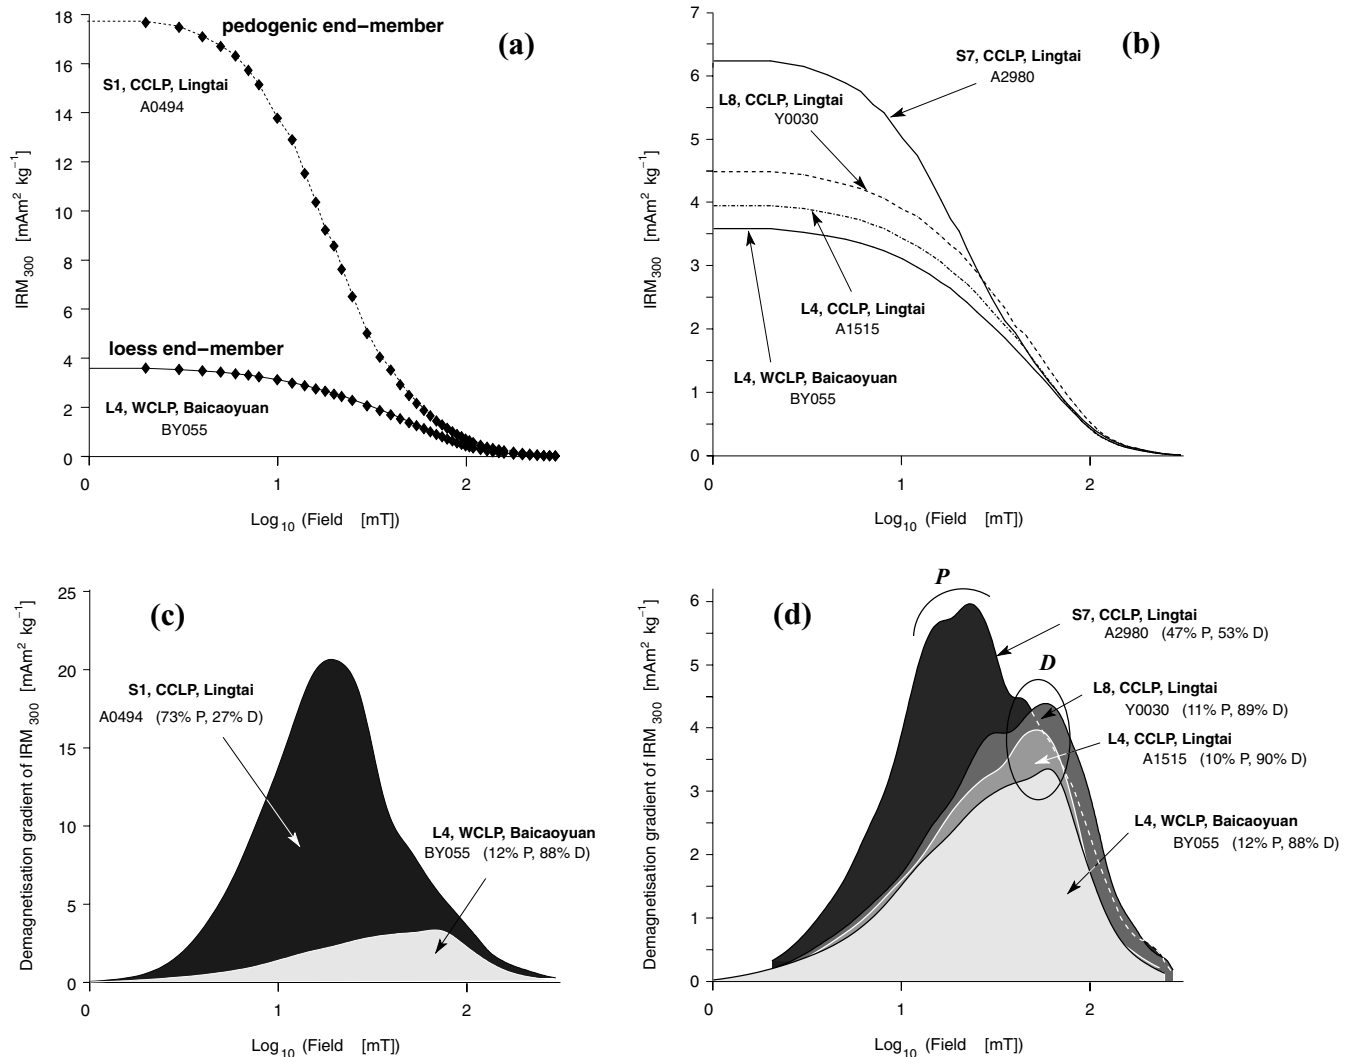 (a)
18
16
14
12
10
8
6
4
2
0
IRM300 [mAm² kg⁻¹]
pedogenic end−member
S1, CCLP, Lingtai
A0494
loess end−member
L4, WCLP, Baicaoyuan
BY055
0
1
2
Log10 (Field [mT])
(b)
7
6
5
4
3
2
1
0
IRM300 [mAm² kg⁻¹]
S7, CCLP, Lingtai
A2980
L8, CCLP, Lingtai
Y0030
L4, CCLP, Lingtai
A1515
L4, WCLP, Baicaoyuan
BY055
0
1
2
Log10 (Field [mT])
(c)
25
20
15
10
5
0
Demagnetisation gradient of IRM300 [mAm² kg⁻¹]
S1, CCLP, Lingtai
A0494 (73% P, 27% D)
L4, WCLP, Baicaoyuan
BY055 (12% P, 88% D)
0
1
2
Log10 (Field [mT])
(d)
6
5
4
3
2
1
0
Demagnetisation gradient of IRM300 [mAm² kg⁻¹]
P
S7, CCLP, Lingtai
A2980 (47% P, 53% D)
D
L8, CCLP, Lingtai
Y0030 (11% P, 89% D)
L4, CCLP, Lingtai
A1515 (10% P, 90% D)
L4, WCLP, Baicaoyuan
BY055 (12% P, 88% D)
0
1
2
Log10 (Field [mT])